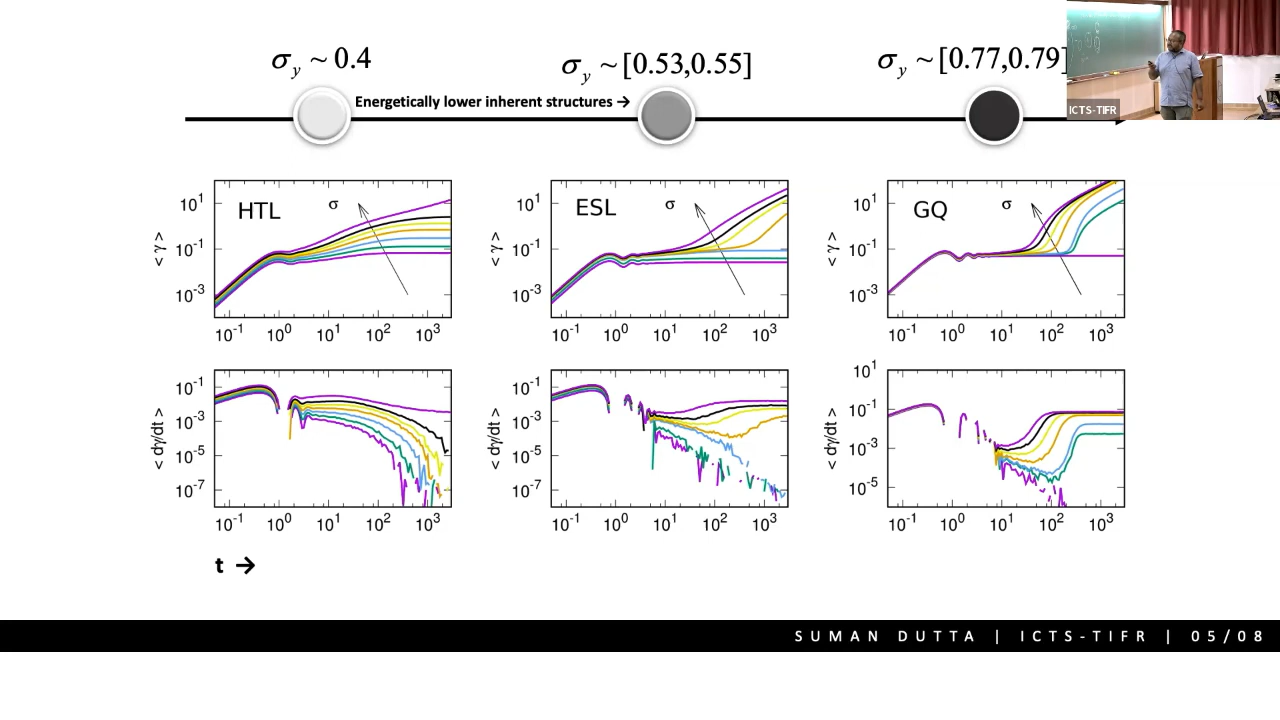 σy ~ 0.4
σy ~ [0.53,0.55]
σy ~ [0.77,0.79]
Energetically lower inherent structures →
ICTS-TIFR
HTL σ
ESL σ
GQ σ
< γ >
10^1
10^-1
10^-3
10^-1 10^0 10^1 10^2 10^3
< γ >
10^1
10^-1
10^-3
10^-1 10^0 10^1 10^2 10^3
< γ >
10^1
10^-1
10^-3
10^-1 10^0 10^1 10^2 10^3
< dγ/dt >
10^-1
10^-3
10^-5
10^-7
10^-1 10^0 10^1 10^2 10^3
< dγ/dt >
10^-1
10^-3
10^-5
10^-7
10^-1 10^0 10^1 10^2 10^3
< dγ/dt >
10^1
10^-1
10^-3
10^-5
10^-1 10^0 10^1 10^2 10^3
t →
SUMAN DUTTA | ICTS-TIFR | 05/08